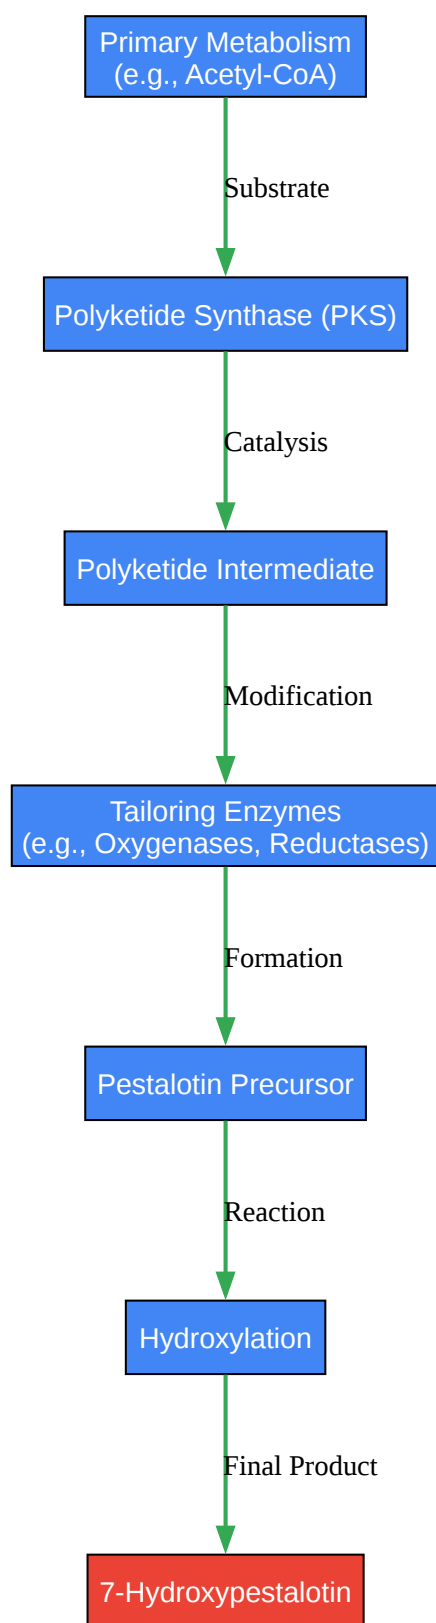 Primary Metabolism
(e.g., Acetyl-CoA)
Substrate
Polyketide Synthase (PKS)
Catalysis
Polyketide Intermediate
Modification
Tailoring Enzymes
(e.g., Oxygenases, Reductases)
Formation
Pestalotin Precursor
Reaction
Hydroxylation
Final Product
7-Hydroxypestalotin